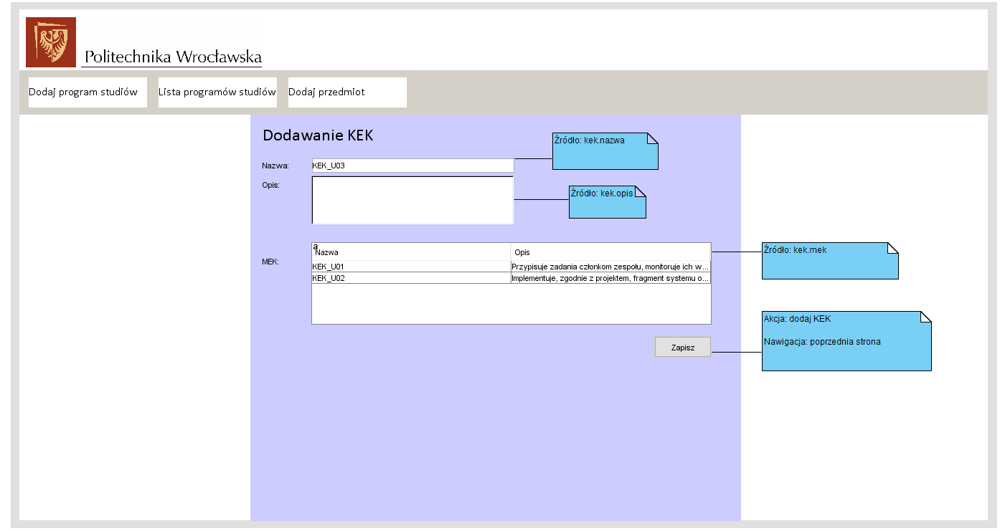 Politechnika Wrocławska
Dodaj program studiów
Lista programów studiów
Dodaj przedmiot
Dodawanie KEK
Źródło: kek.nazwa
Nazwa:
KEK_U03
Opis:
Źródło: kek.opis
MEK:
a
Nazwa
Opis
Źródło: kek.mek
KEK_U01
Przypisuje zadania członkom zespołu, monitoruje ich w...
KEK_U02
Implementuje, zgodnie z projektem, fragment systemu o...
Akcja: dodaj KEK
Nawigacja: poprzednia strona
Zapisz